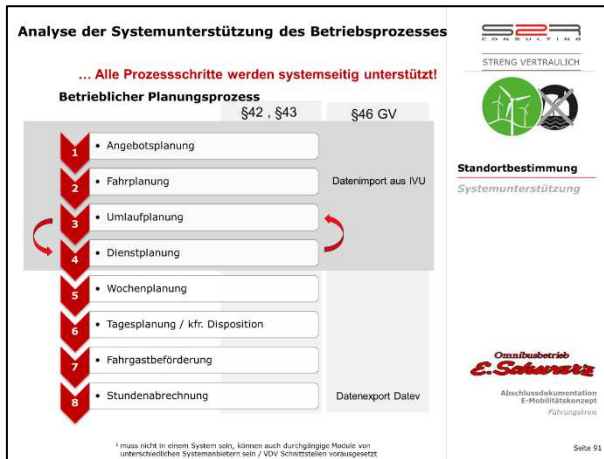 Analyse der Systemunterstützung des Betriebsprozesses
... Alle Prozessschritte werden systemseitig unterstützt!
Betrieblicher Planungsprozess
§42 , §43
§46 GV
1
• Angebotsplanung
2
• Fahrplanung
Datenimport aus IVU
3
• Umlaufplanung
4
• Dienstplanung
5
• Wochenplanung
6
• Tagesplanung / kfr. Disposition
7
• Fahrgastbeförderung
8
• Stundenabrechnung
Datenexport Datev
¹ muss nicht in einem System sein, können auch durchgängige Module von
unterschiedlichen Systemanbietern sein / VDV Schnittstellen vorausgesetzt
S2R
CONSULTING
STRENG VERTRAULICH
Standortbestimmung
Systemunterstützung
Omnibusbetrieb
E. Schwarz
Abschlussdokumentation
E-Mobilitätskonzept
Führungskreis
Seite 91